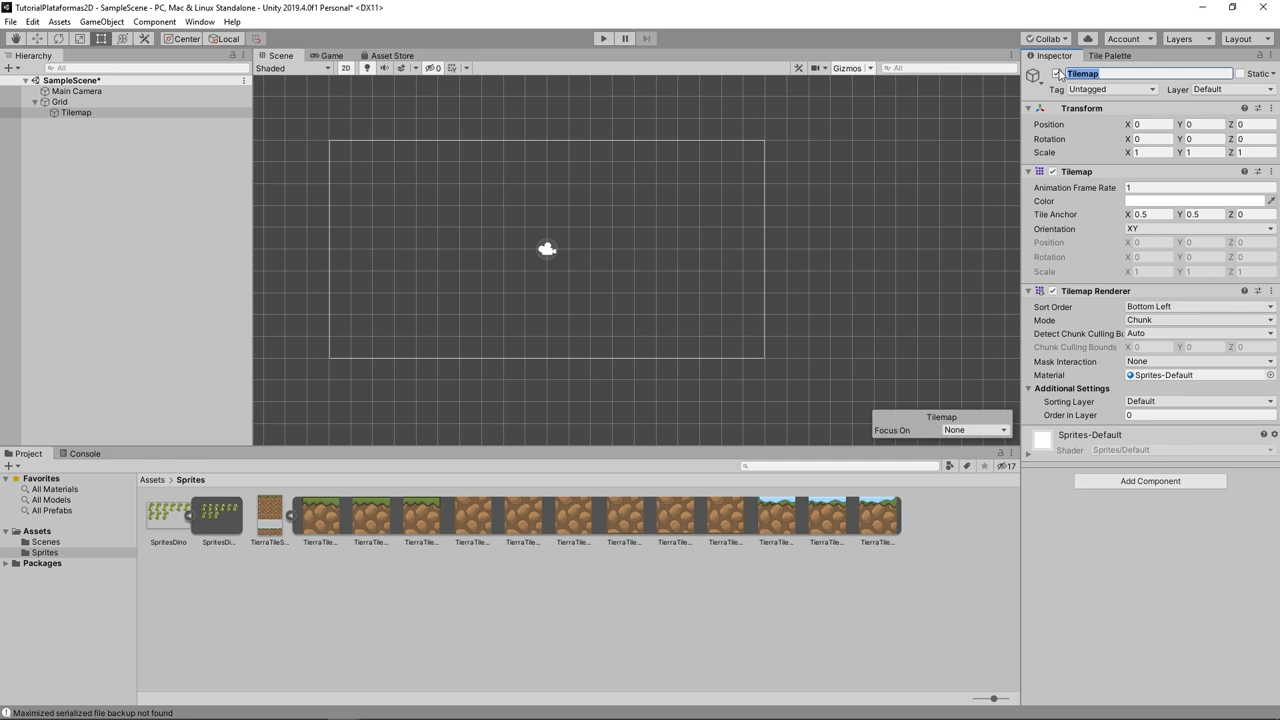 TutorialPlataformas2D - SampleScene - PC, Mac & Linux Standalone - Unity 2019.4.0f1 Personal* <DX11>
File Edit Assets GameObject Component Window Help
Center Local Collab Account Layers Layout
Hierarchy
All
SampleScene*
Main Camera
Grid
Tilemap
Scene Game Asset Store
Shaded 2D 0 Gizmos All
Tilemap
Focus On None
Inspector Tile Palette
Tilemap Static
Tag Untagged Layer Default
Transform
Position X 0 Y 0 Z 0
Rotation X 0 Y 0 Z 0
Scale X 1 Y 1 Z 1
Tilemap
Animation Frame Rate 1
Color
Tile Anchor X 0.5 Y 0.5 Z 0
Orientation XY
Position X 0 Y 0 Z 0
Rotation X 0 Y 0 Z 0
Scale X 1 Y 1 Z 1
Tilemap Renderer
Sort Order Bottom Left
Mode Chunk
Detect Chunk Culling Bo Auto
Chunk Culling Bounds X 0 Y 0 Z 0
Mask Interaction None
Material Sprites-Default
Additional Settings
Sorting Layer Default
Order in Layer 0
Sprites-Default
Shader Sprites/Default
Add Component
Project Console
17
Favorites
All Materials
All Models
All Prefabs
Assets
Scenes
Sprites
Packages
Assets > Sprites
SpritesDino SpritesDi... TierraTileS... TierraTile... TierraTile... TierraTile... TierraTile... TierraTile... TierraTile... TierraTile... TierraTile... TierraTile... TierraTile... TierraTile... TierraTile...
Maximized serialized file backup not found